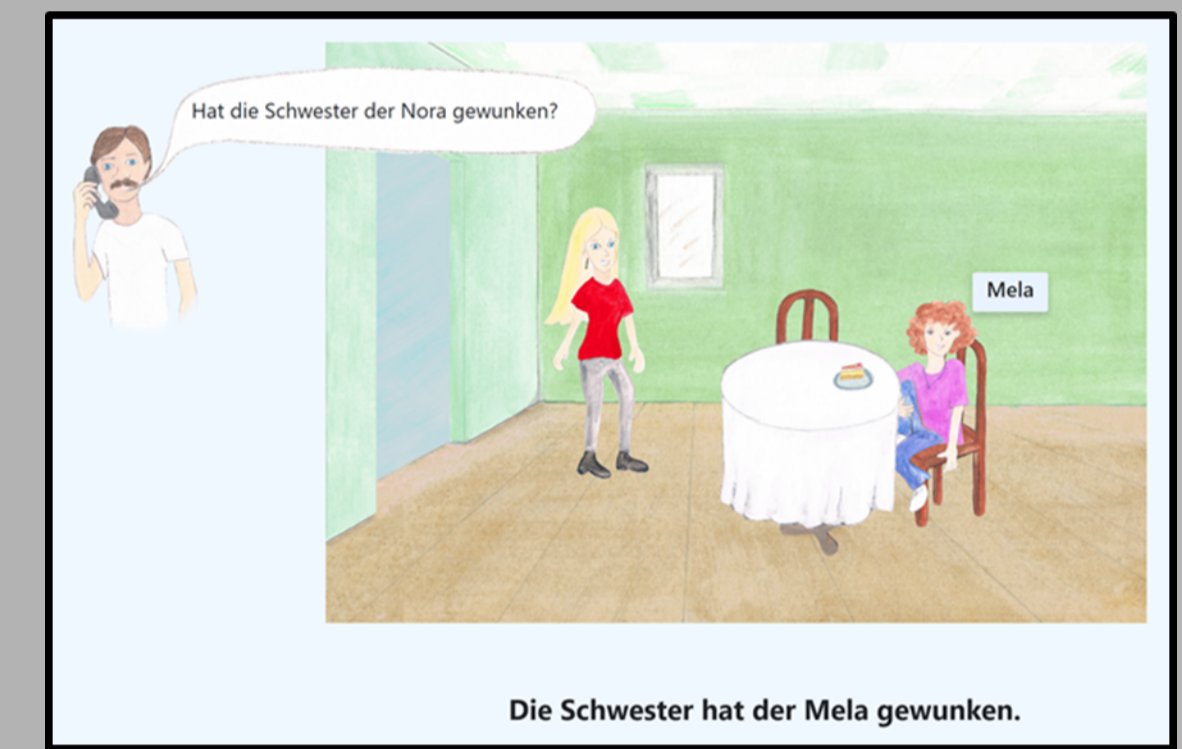 Hat die Schwester der Nora gewunken?
Mela
Die Schwester hat der Mela gewunken.